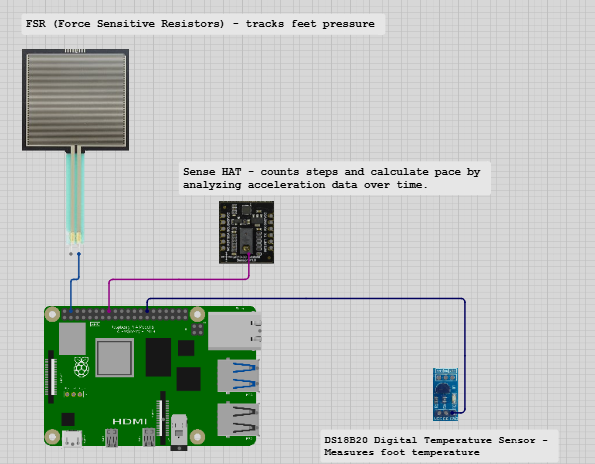 FSR (Force Sensitive Resistors) - tracks feet pressure
Sense HAT - counts steps and calculate pace by
analyzing acceleration data over time.
HDMI
DS18B20 Digital Temperature Sensor -
Measures foot temperature